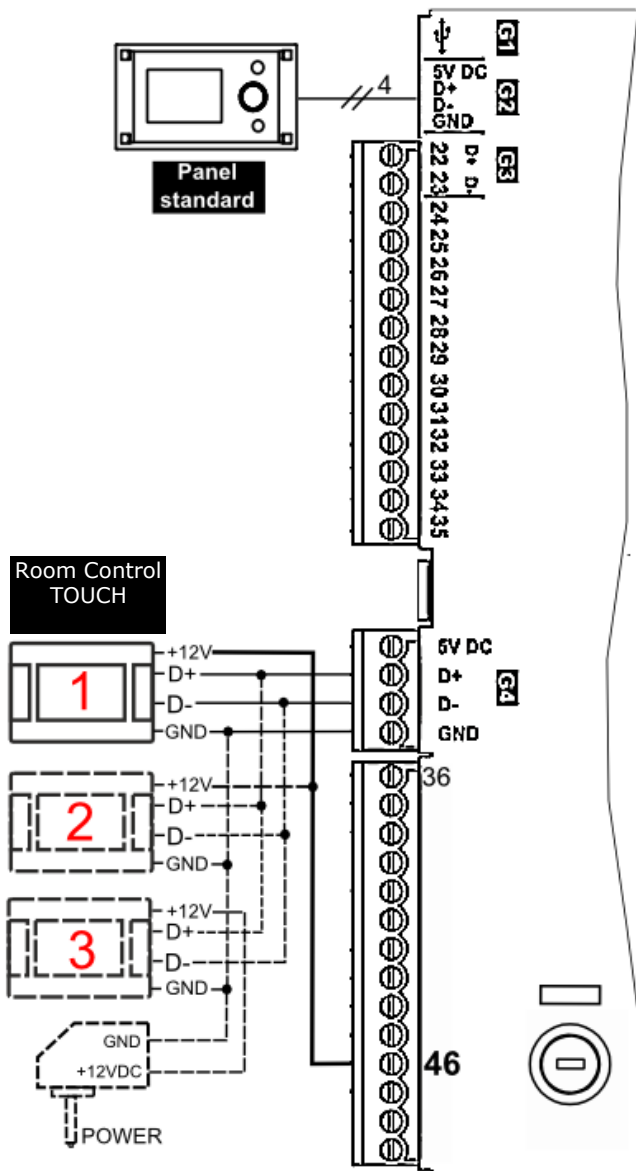 G1
5V DC
D+
D-
GND
G2
4
Panel
standard
22 D+
23 D-
G3
24
25
26
27
28
29
30
31
32
33
34
35
Room Control
TOUCH
1
+12V
D+
D-
GND
5V DC
D+
D-
GND
G4
2
+12V
D+
D-
GND
36
3
+12V
D+
D-
GND
GND
+12VDC
POWER
46